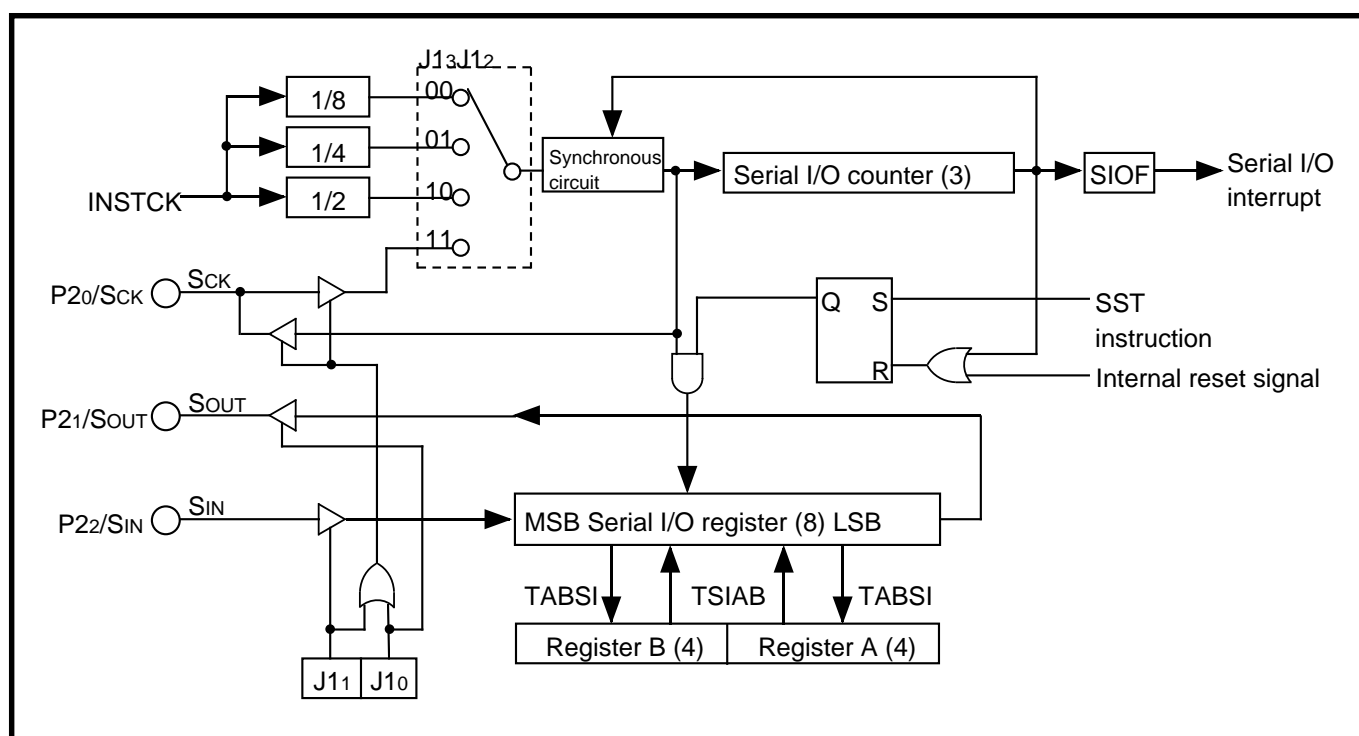 J13J12
00
1/8
01
1/4
Synchronous
circuit
Serial I/O counter (3)
SIOF
Serial I/O
interrupt
10
1/2
INSTCK
11
P20/SCK
SCK
Q
S
SST
instruction
R
Internal reset signal
P21/SOUT
SOUT
P22/SIN
SIN
MSB Serial I/O register (8) LSB
TABSI
TSIAB
TABSI
Register B (4)
Register A (4)
J11
J10